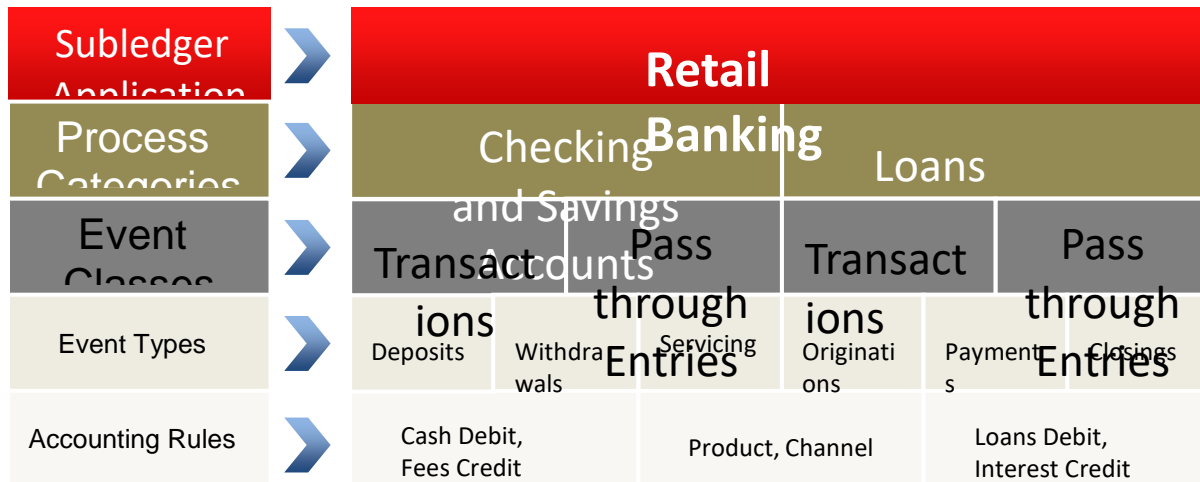 Subledger
Application
Retail
Banking
Process
Categories
Checking
and Savings
Accounts
Loans
Event
Classes
Transact
ions
Pass
through
Entries
Transact
ions
Pass
through
Entries
Event Types
Deposits
Withdra
wals
Servicing
Originati
ons
Payment
s
Closings
Accounting Rules
Cash Debit,
Fees Credit
Product, Channel
Loans Debit,
Interest Credit